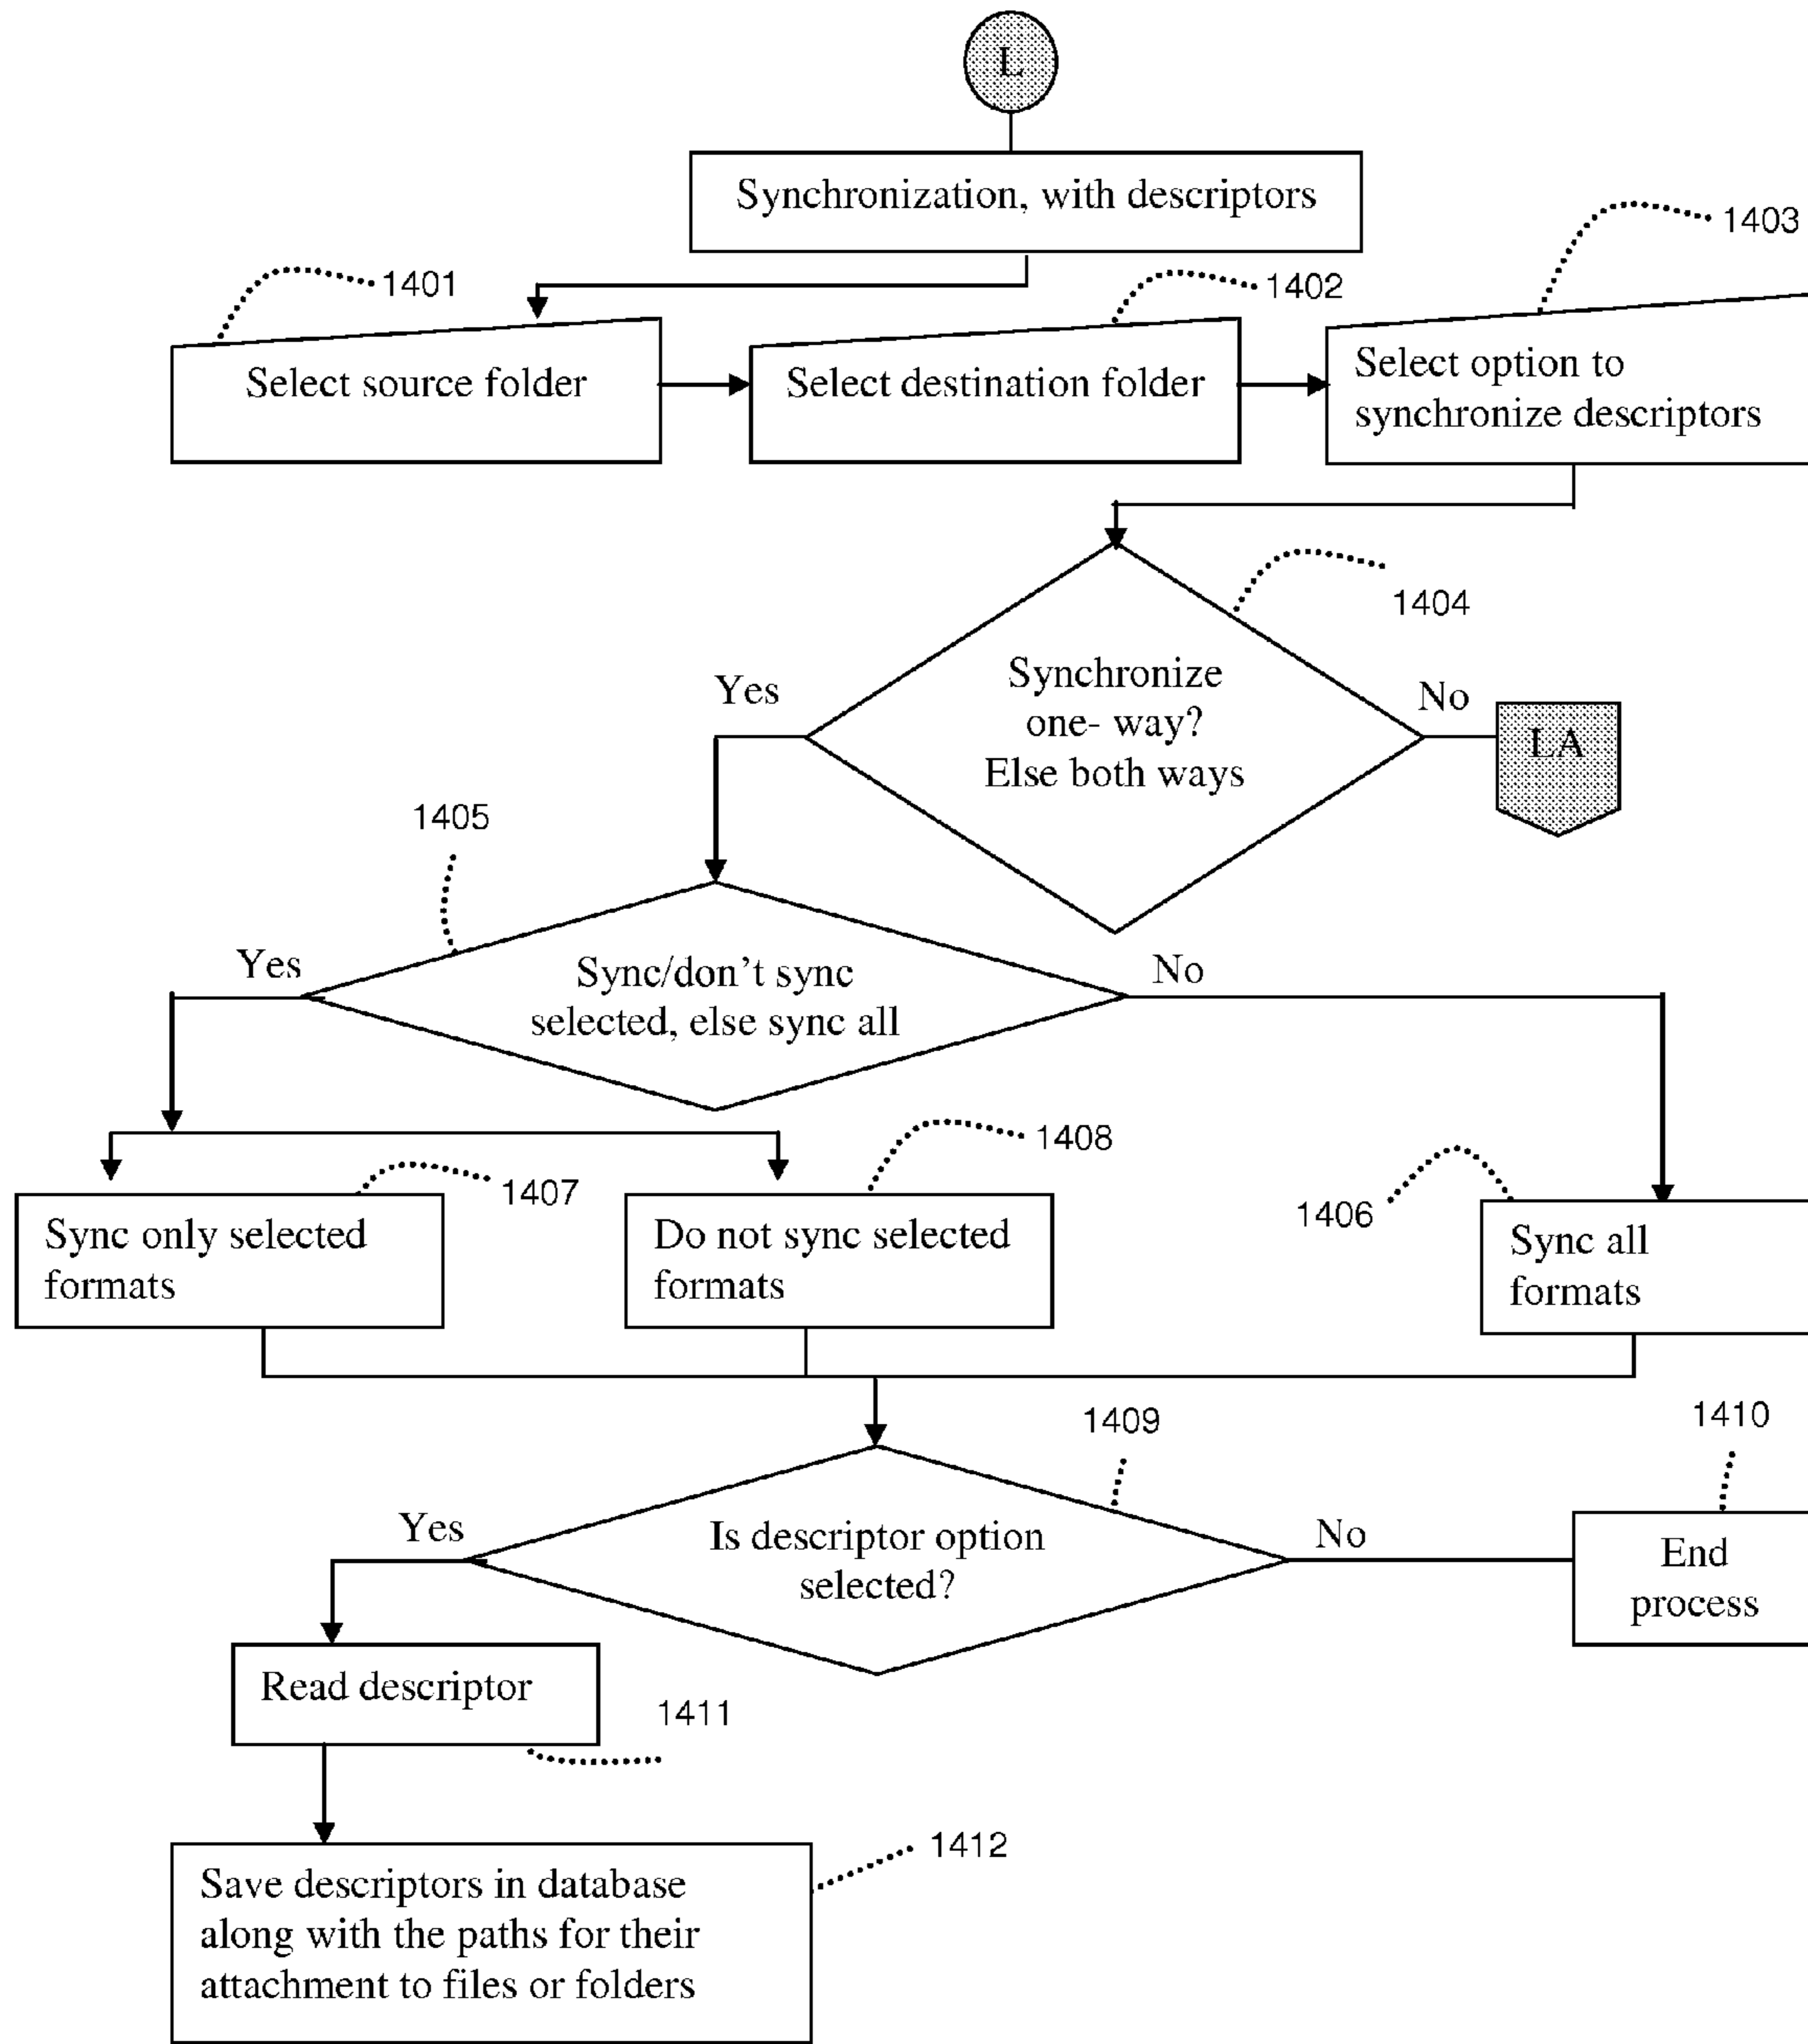 L
Synchronization, with descriptors
1401
1402
1403
Select source folder
Select destination folder
Select option to
synchronize descriptors
1404
Synchronize
one- way?
Else both ways
Yes
No
LA
1405
Sync/don't sync
selected, else sync all
Yes
No
1407
1408
1406
Sync only selected
formats
Do not sync selected
formats
Sync all
formats
1409
1410
Is descriptor option
selected?
Yes
No
End
process
Read descriptor
1411
1412
Save descriptors in database
along with the paths for their
attachment to files or folders